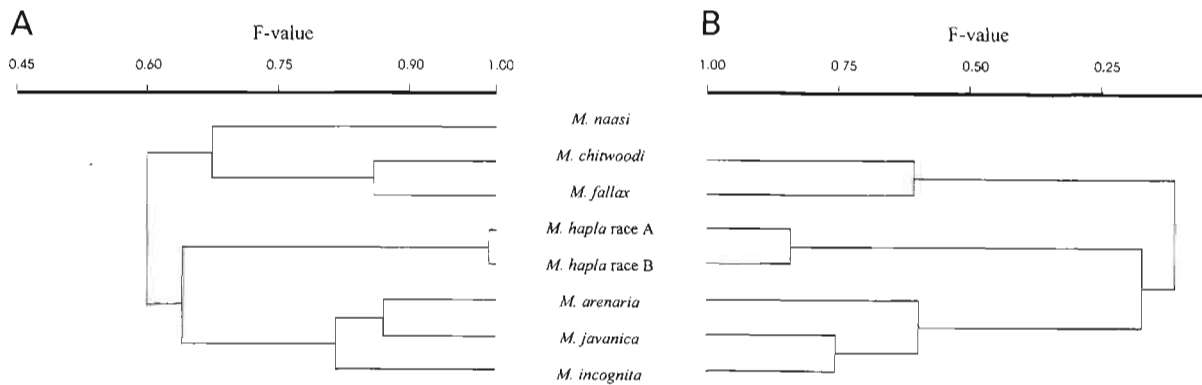 A
F-value
0.45 0.60 0.75 0.90 1.00
B
F-value
1.00 0 75 0.50 0.25
M. naasi
M. chitwoodi
M. fallax
M. hapla race A
M. hapla race B
M. arenaria
M. javanica
M. incognita